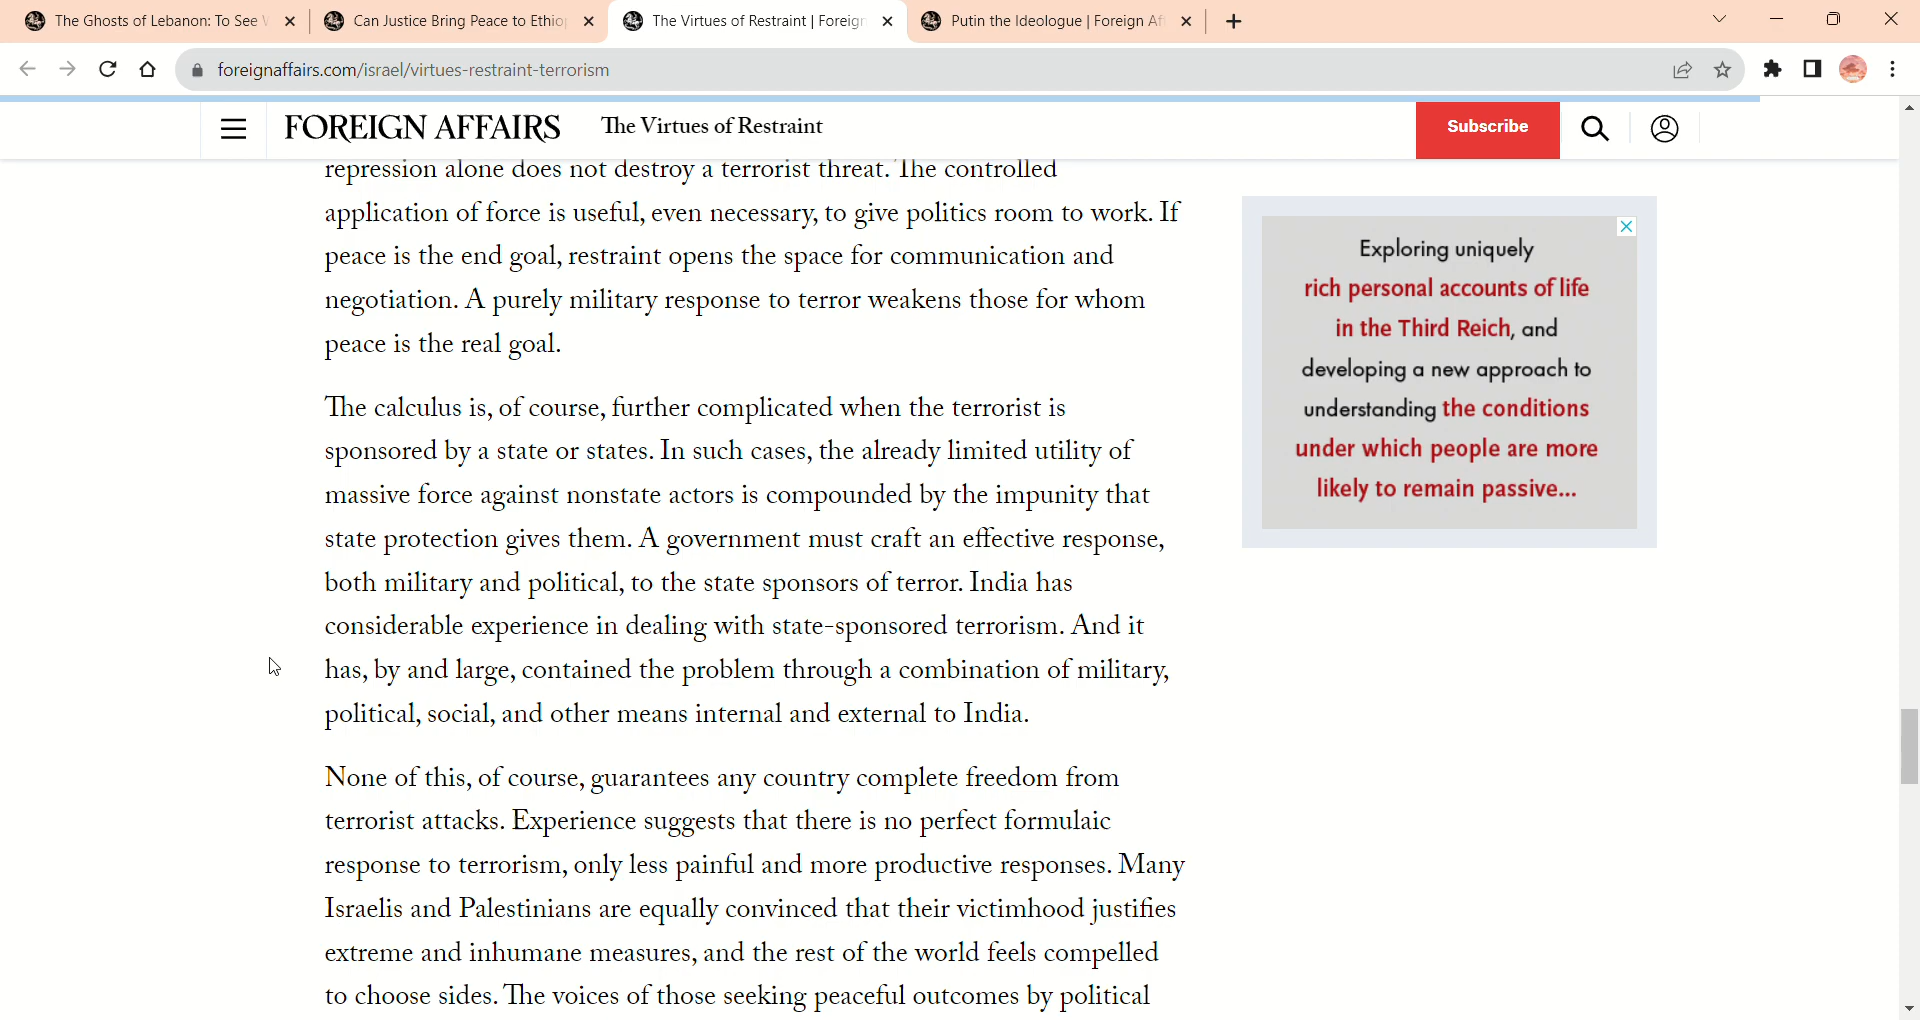 The Ghosts of Lebanon: To See
Can Justice Bring Peace to Ethio
The Virtues of Restraint | Foreign
Putin the Ideologue | Foreign Af
foreignaffairs.com/israel/virtues-restraint-terrorism
FOREIGN AFFAIRS
The Virtues of Restraint
Subscribe
repression alone does not destroy a terrorist threat. The controlled
application of force is useful, even necessary, to give politics room to work. If
peace is the end goal, restraint opens the space for communication and
negotiation. A purely military response to terror weakens those for whom
peace is the real goal.
The calculus is, of course, further complicated when the terrorist is
sponsored by a state or states. In such cases, the already limited utility of
massive force against nonstate actors is compounded by the impunity that
state protection gives them. A government must craft an effective response,
both military and political, to the state sponsors of terror. India has
considerable experience in dealing with state-sponsored terrorism. And it
has, by and large, contained the problem through a combination of military,
political, social, and other means internal and external to India.
None of this, of course, guarantees any country complete freedom from
terrorist attacks. Experience suggests that there is no perfect formulaic
response to terrorism, only less painful and more productive responses. Many
Israelis and Palestinians are equally convinced that their victimhood justifies
extreme and inhumane measures, and the rest of the world feels compelled
to choose sides. The voices of those seeking peaceful outcomes by political
Exploring uniquely
rich personal accounts of life
in the Third Reich, and
developing a new approach to
understanding the conditions
under which people are more
likely to remain passive...